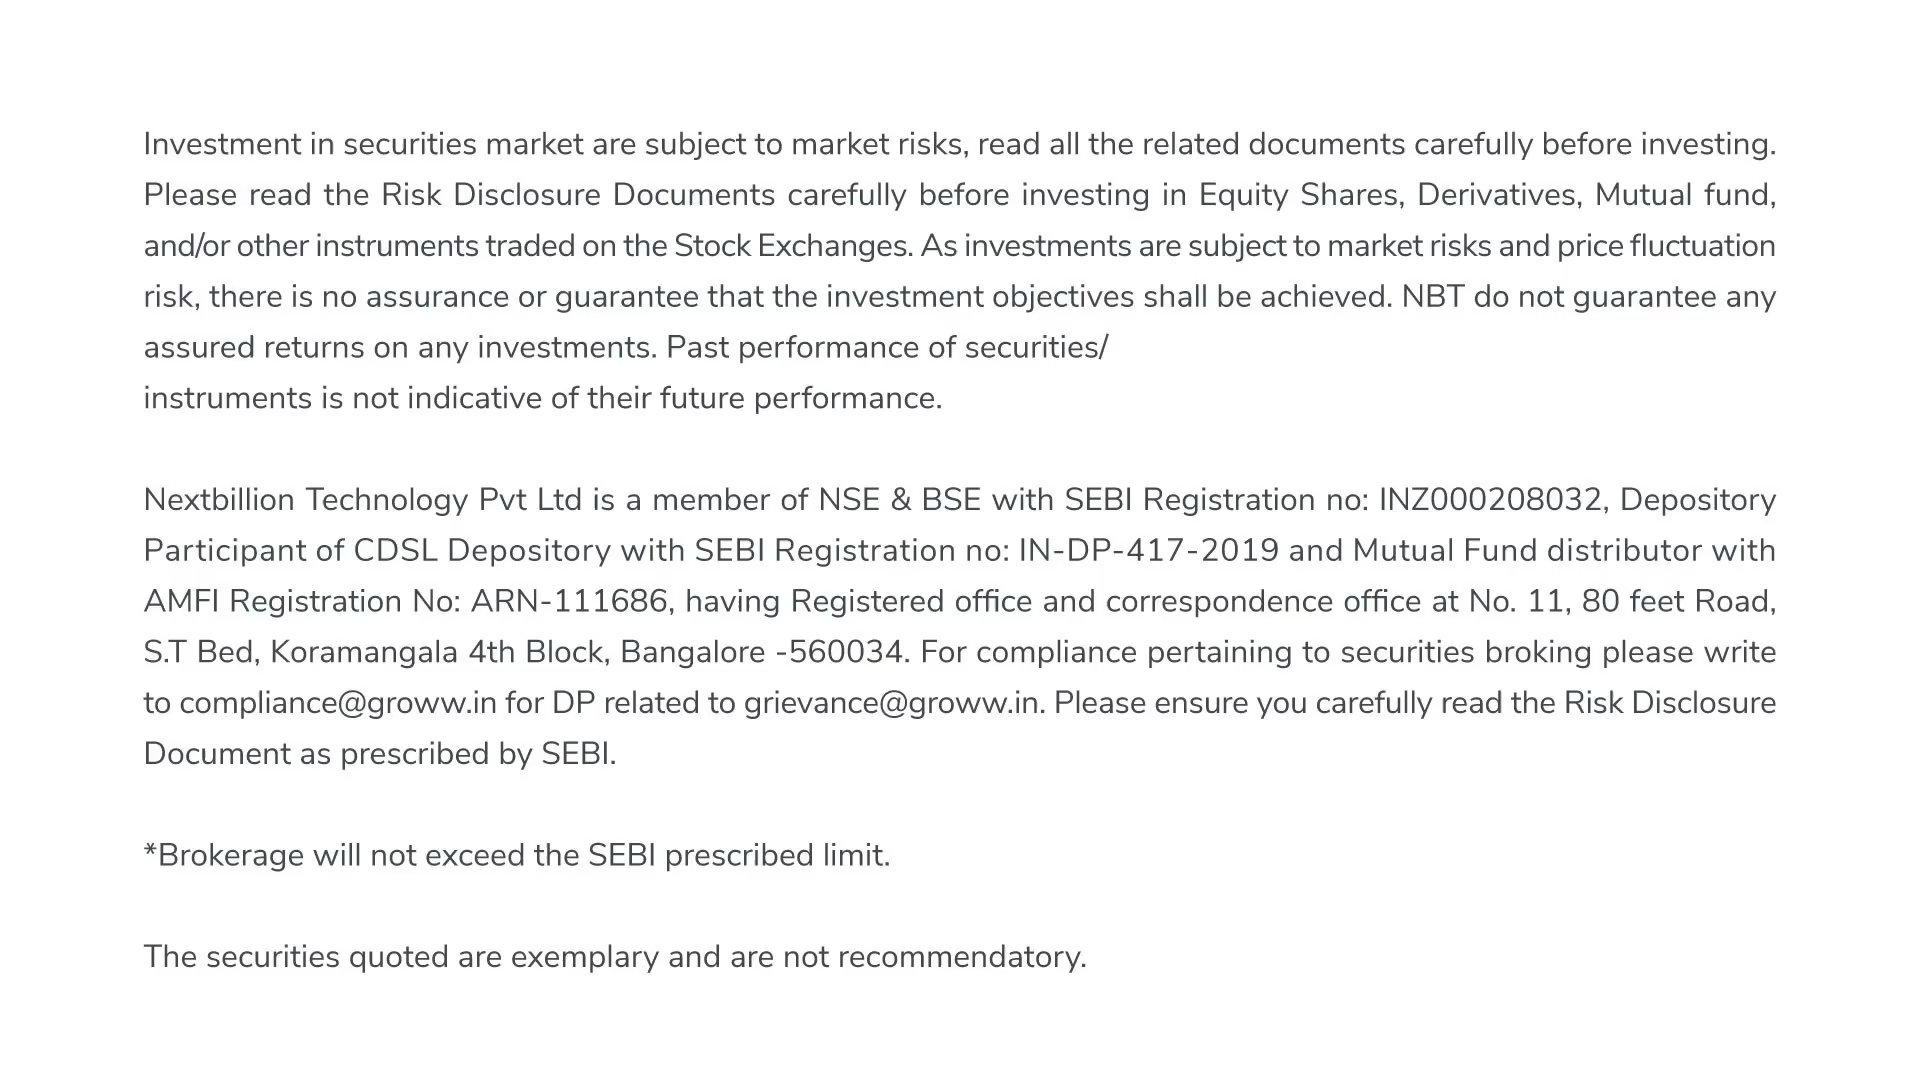 Investment in securities market are subject to market risks, read all the related documents carefully before investing.
Please read the Risk Disclosure Documents carefully before investing in Equity Shares, Derivatives, Mutual fund,
and/or other instruments traded on the Stock Exchanges. As investments are subject to market risks and price fluctuation
risk, there is no assurance or guarantee that the investment objectives shall be achieved. NBT do not guarantee any
assured returns on any investments. Past performance of securities/
instruments is not indicative of their future performance.
Nextbillion Technology Pvt Ltd is a member of NSE & BSE with SEBI Registration no: INZ000208032, Depository
Participant of CDSL Depository with SEBI Registration no: IN-DP-417-2019 and Mutual Fund distributor with
AMFI Registration No: ARN-111686, having Registered office and correspondence office at No. 11, 80 feet Road,
S.T Bed, Koramangala 4th Block, Bangalore -560034. For compliance pertaining to securities broking please write
to compliance@groww.in for DP related to grievance@groww.in. Please ensure you carefully read the Risk Disclosure
Document as prescribed by SEBI.
*Brokerage will not exceed the SEBI prescribed limit.
The securities quoted are exemplary and are not recommendatory.